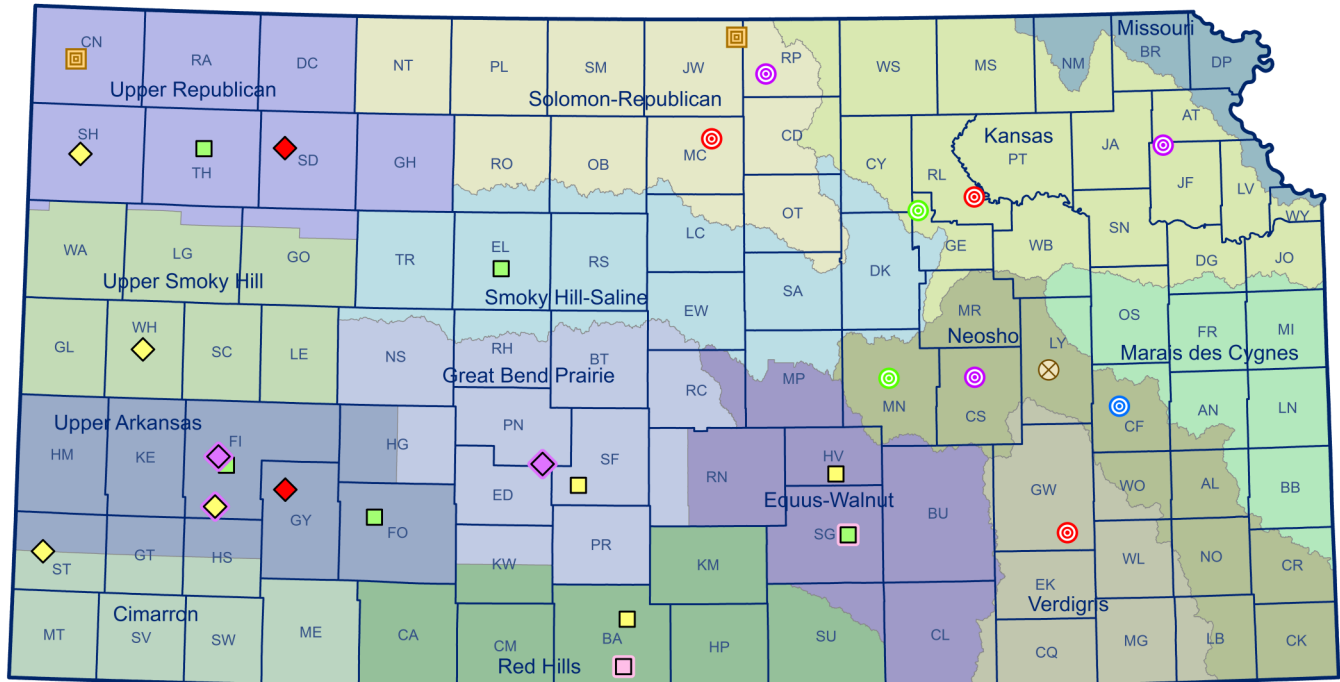 CN
RA
DC
NT
PL
SM
JW
RP
WS
MS
NM
Missouri
BR
DP
Upper Republican
Solomon-Republican
SH
TH
SD
GH
RO
OB
MC
CD
CY
RL
Kansas
PT
JA
AT
JF
LV
WY
WA
LG
GO
TR
EL
RS
LC
OT
DK
GE
WB
SN
DG
JO
Upper Smoky Hill
Smoky Hill-Saline
SA
EW
GL
WH
SC
LE
NS
RH
BT
RC
MP
MR
Neosho
LY
OS
FR
MI
Great Bend Prairie
Marais des Cygnes
MN
CS
CF
AN
LN
Upper Arkansas
HM
KE
FI
HG
PN
SF
RN
HV
Equus-Walnut
BU
GW
WO
AL
BB
ED
GY
FO
PR
SG
ST
GT
HS
KW
KM
EK
WL
NO
CR
Verdigris
Cimarron
MT
SV
SW
ME
CA
CM
BA
HP
SU
CL
CQ
MG
LB
CK
Red Hills